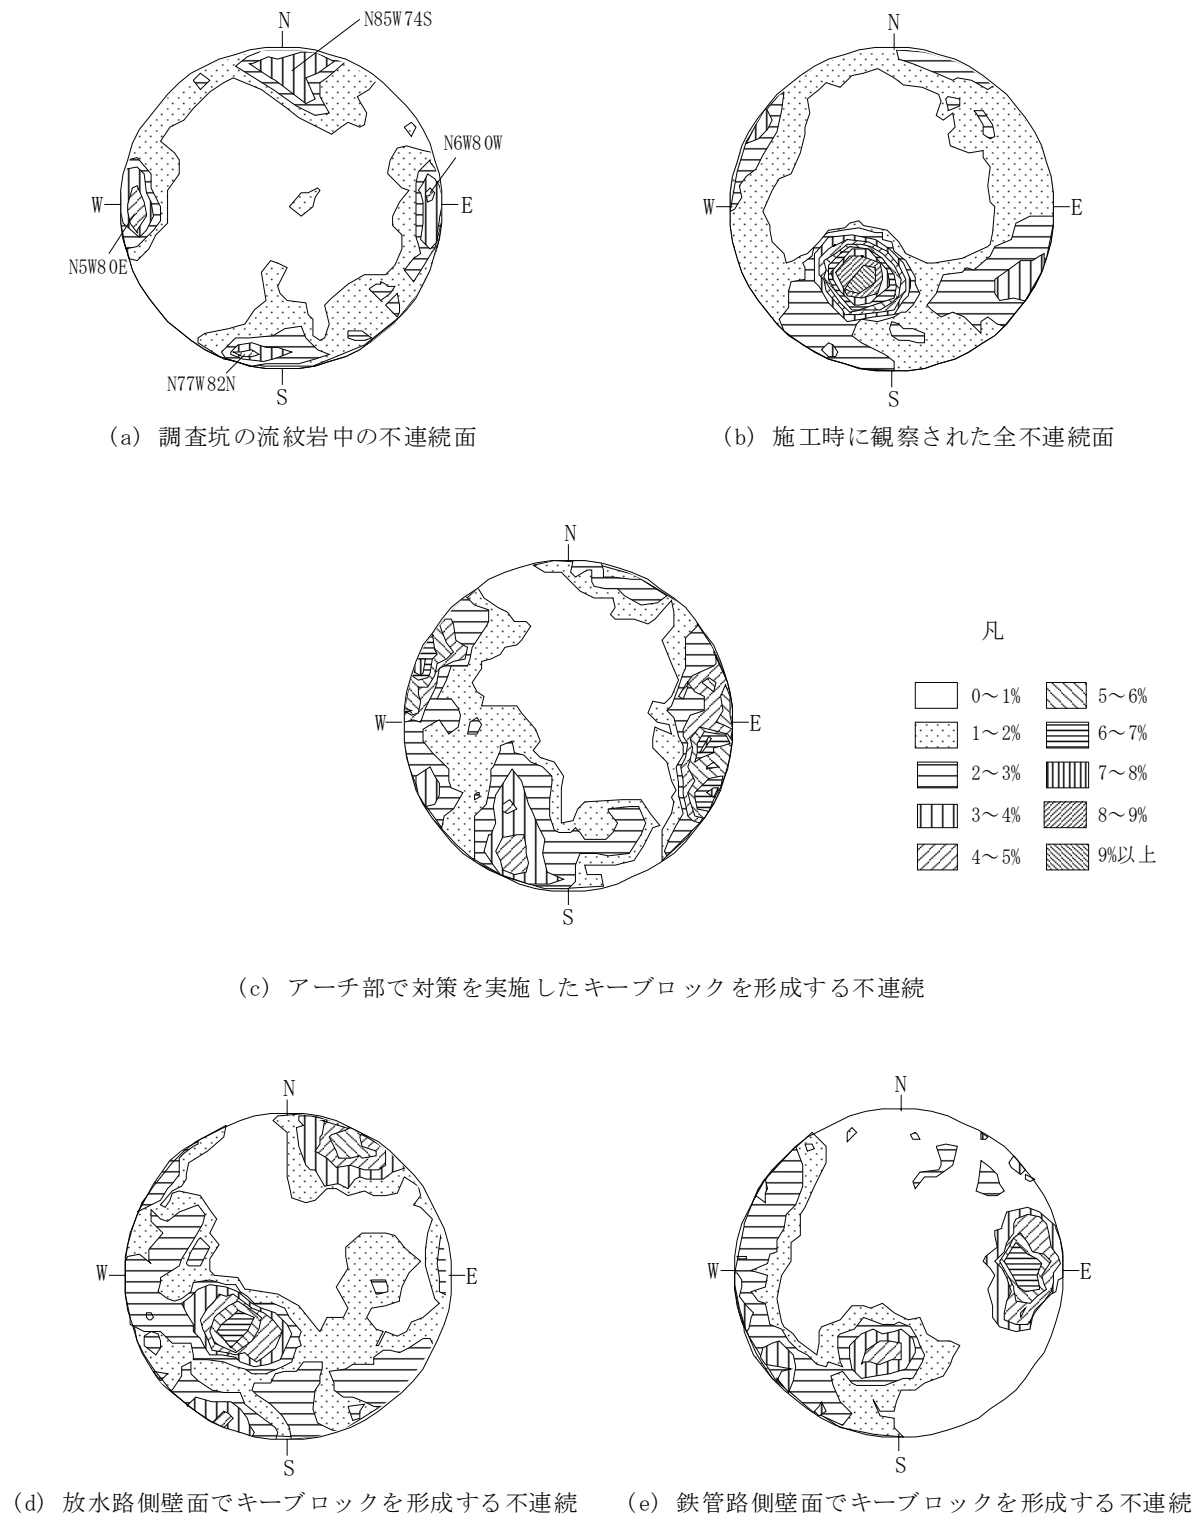 N
N85W74S
N6W80W
W
E
N5W80E
N77W82N
S
(a) 調査坑の流紋岩中の不連続面
N
W
E
S
(b) 施工時に観察された全不連続面
N
W
E
S
(c) アーチ部で対策を実施したキーブロックを形成する不連続
凡
0～1%
5～6%
1～2%
6～7%
2～3%
7～8%
3～4%
8～9%
4～5%
9%以上
N
W
E
S
(d) 放水路側壁面でキーブロックを形成する不連続
N
W
E
S
(e) 鉄管路側壁面でキーブロックを形成する不連続